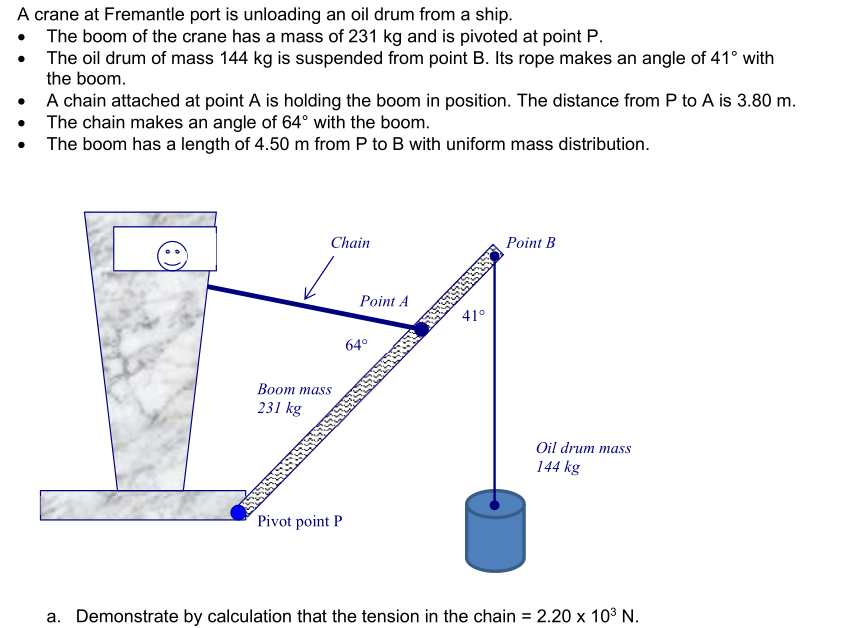 A crane at Fremantle port is unloading an oil drum from a ship.
• The boom of the crane has a mass of 231 kg and is pivoted at point P.
• The oil drum of mass 144 kg is suspended from point B. Its rope makes an angle of 41° with
the boom.
• A chain attached at point A is holding the boom in position. The distance from P to A is 3.80 m.
• The chain makes an angle of 64° with the boom.
• The boom has a length of 4.50 m from P to B with uniform mass distribution.
Chain
Point B
Point A
41°
64°
Boom mass
231 kg
Oil drum mass
144 kg
Pivot point P
a. Demonstrate by calculation that the tension in the chain = 2.20 x 10³ N.